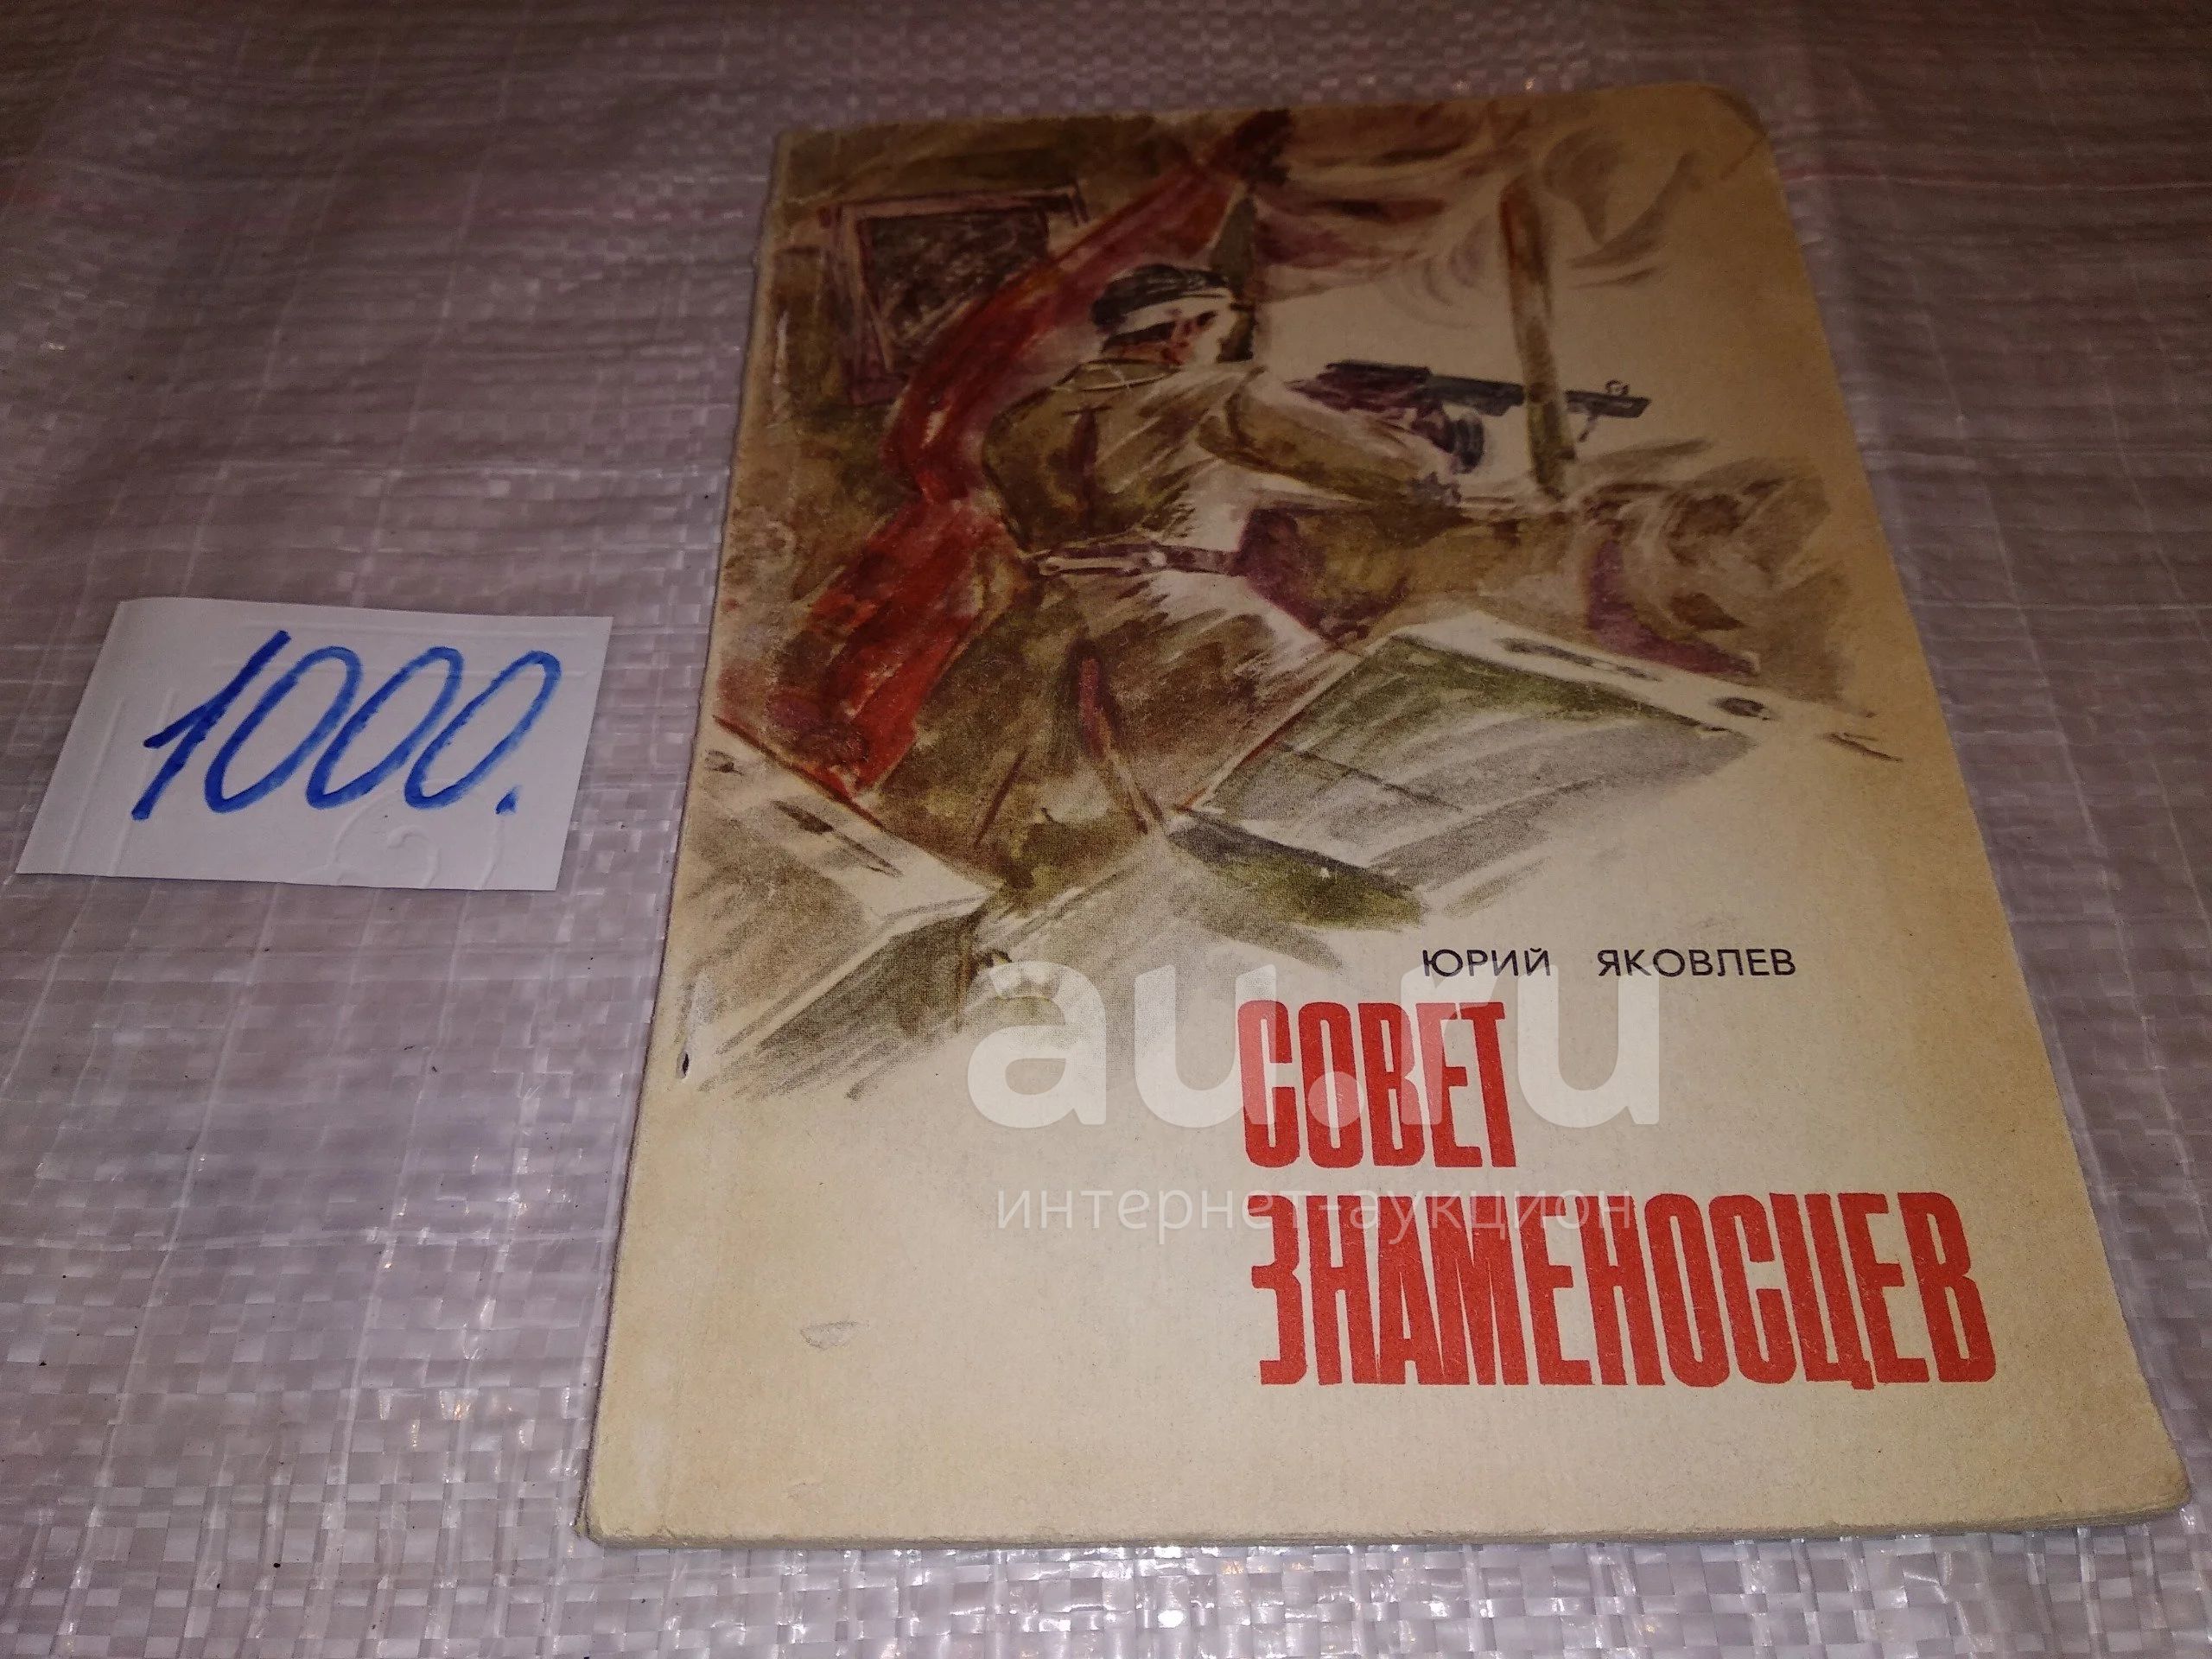 1000.
ЮРИЙ ЯКОВЛЕВ
СОВЕТ
ЗНАМЕНОСЦЕВ
au.ru
интернет-аукцион